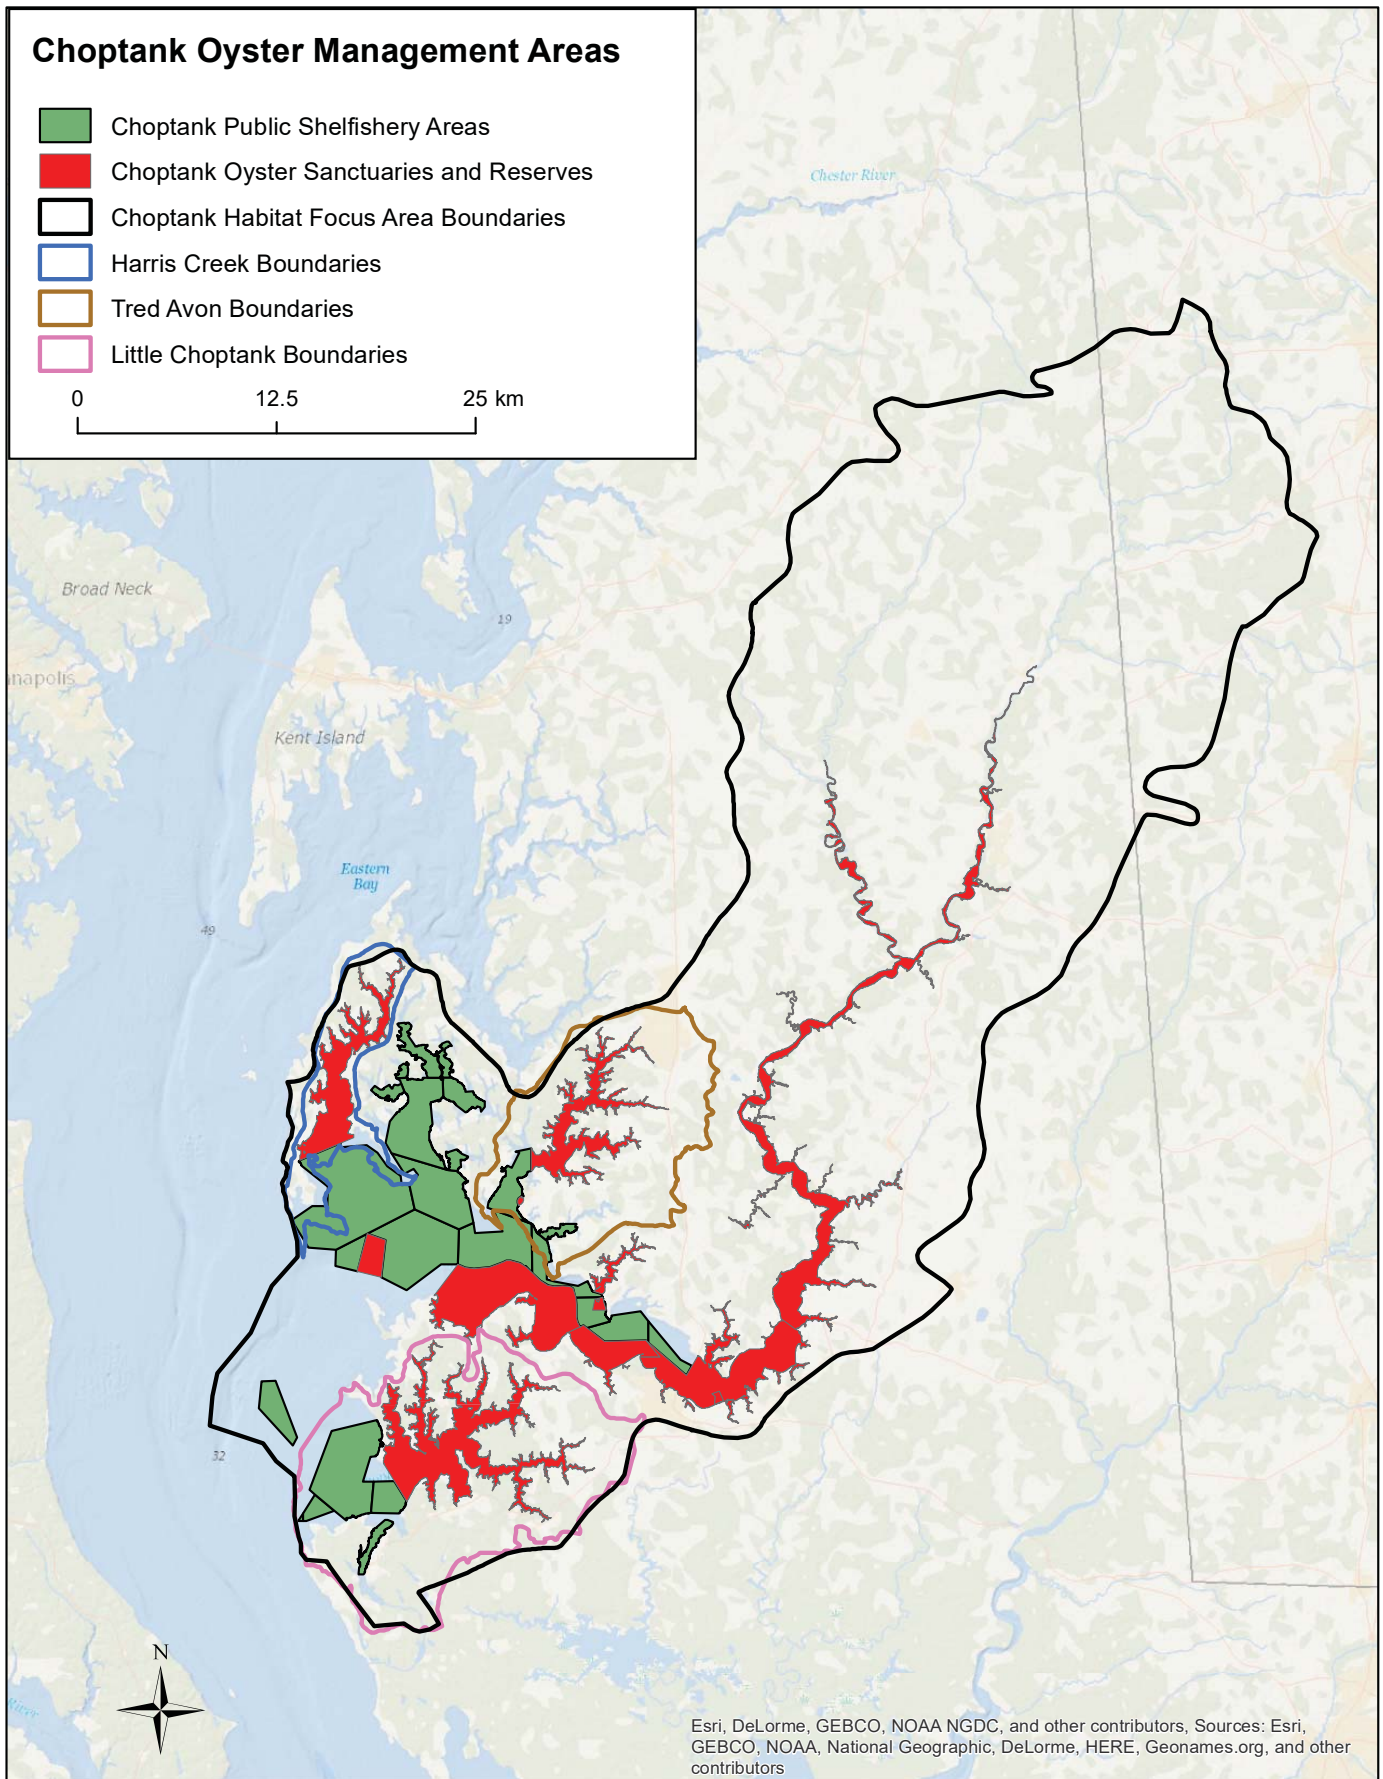 Choptank Oyster Management Areas
Choptank Public Shelfishery Areas
Choptank Oyster Sanctuaries and Reserves
Choptank Habitat Focus Area Boundaries
Harris Creek Boundaries
Tred Avon Boundaries
Little Choptank Boundaries
0 12.5 25 km
Chester River
Broad Neck
19
napolis
Kent Island
Eastern
Bay
49
32
N
River
Esri, DeLorme, GEBCO, NOAA NGDC, and other contributors, Sources: Esri,
GEBCO, NOAA, National Geographic, DeLorme, HERE, Geonames.org, and other
contributors